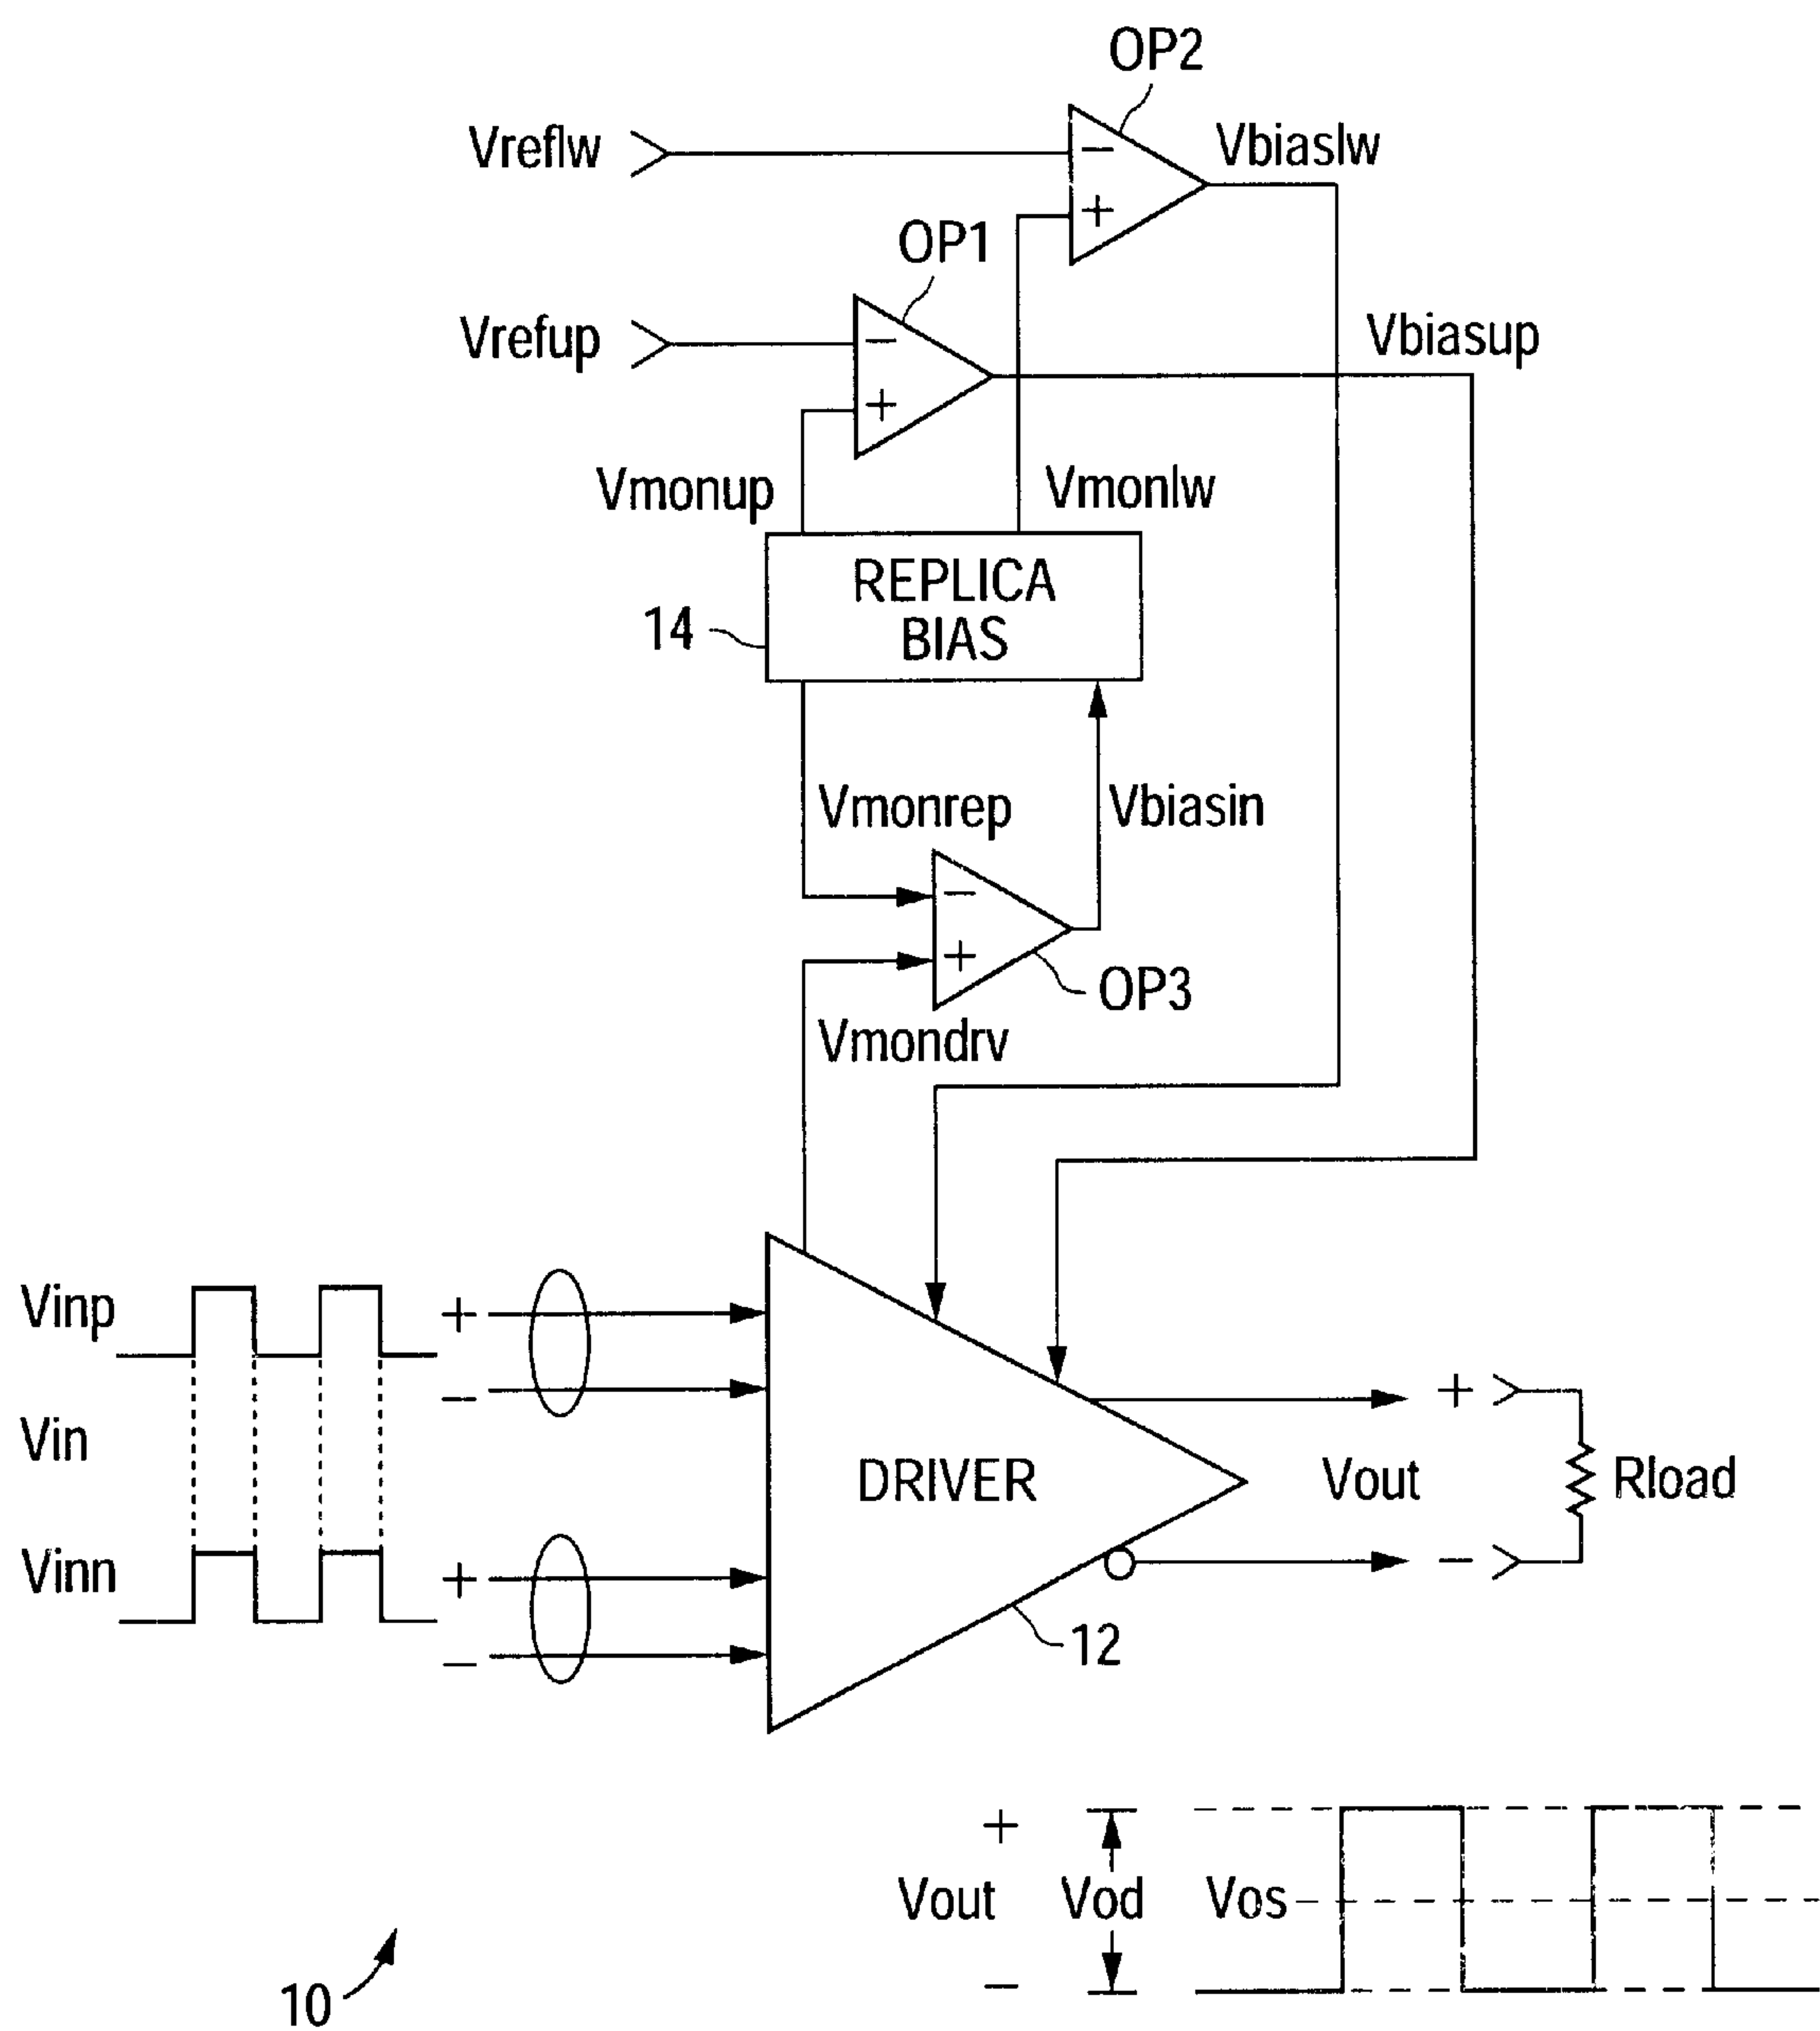 OP2
Vreflw
−
Vbiaslw
+
OP1
Vrefup
−
Vbiasup
+
Vmonup
Vmonlw
REPLICA
BIAS
14
Vmonrep
Vbiasin
−
+
OP3
Vmondrv
Vinp
+
−
+
Vin
DRIVER
Vout
Rload
Vinn
+
−
−
12
+
Vout
Vod
Vos
−
10